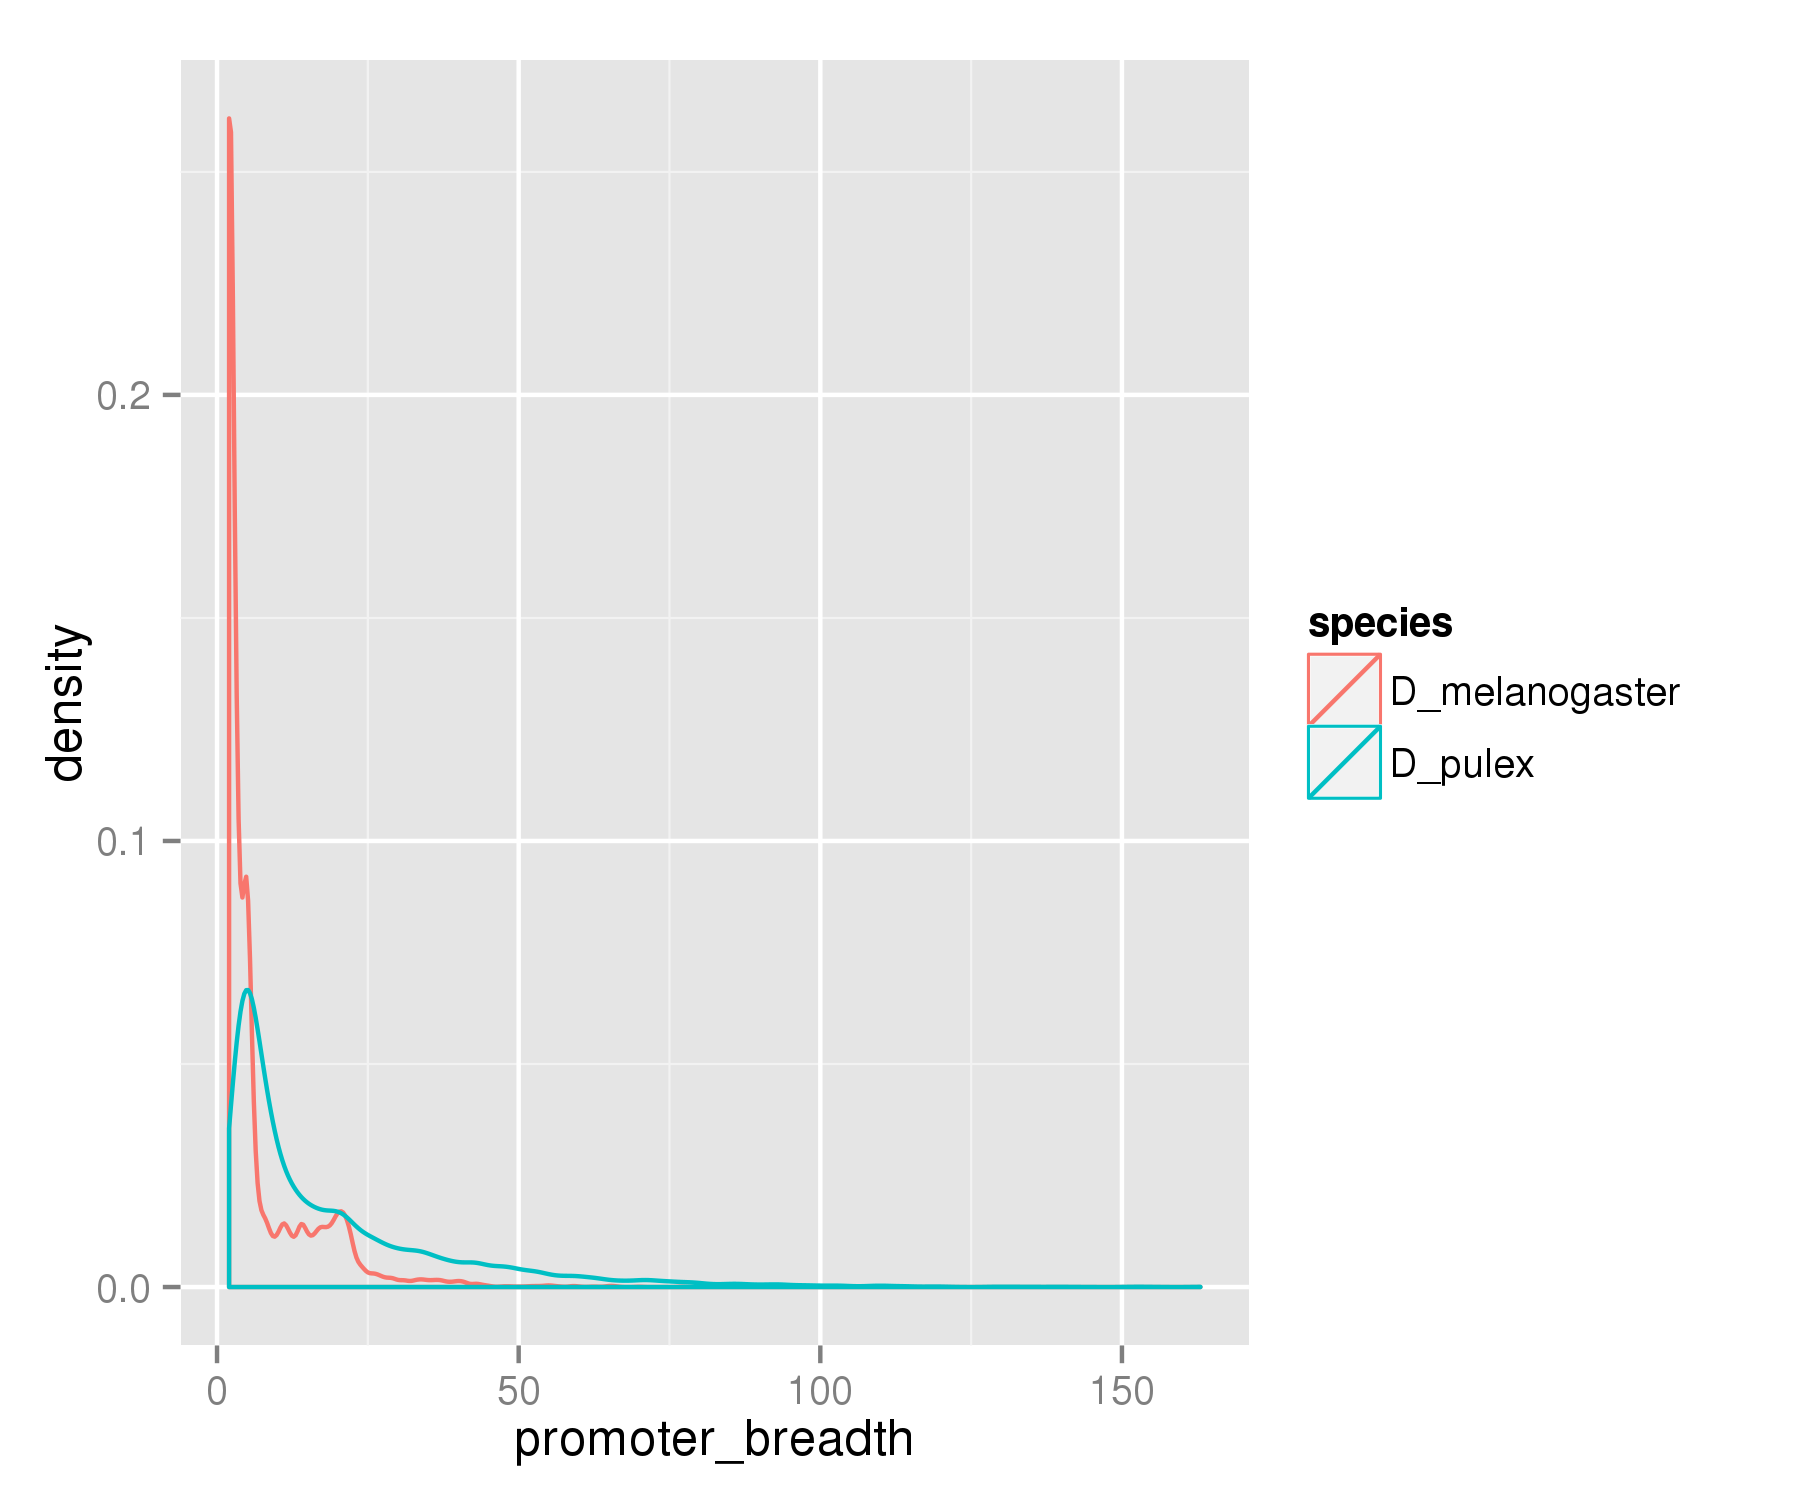 density
0.2
0.1
0.0
0 50 100 150
promoter_breadth
species
D_melanogaster
D_pulex